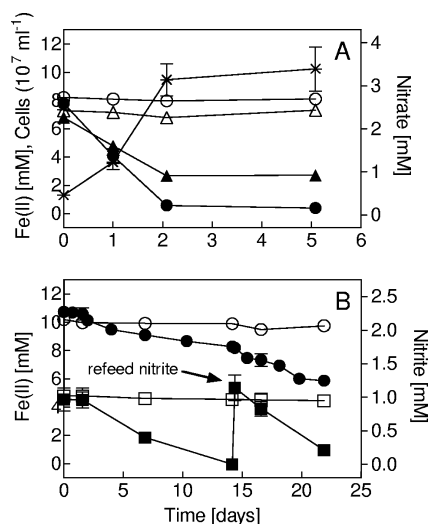 A
Fe(II) [mM], Cells (10⁷ ml⁻¹)
12
10
8
6
4
2
0
4
3
2
1
0
Nitrate [mM]
0 1 2 3 4 5 6
B
Fe(II) [mM]
12
10
8
6
4
2
0
refeed nitrite
2.5
2.0
1.5
1.0
0.5
0.0
Nitrite [mM]
0 5 10 15 20 25
Time [days]